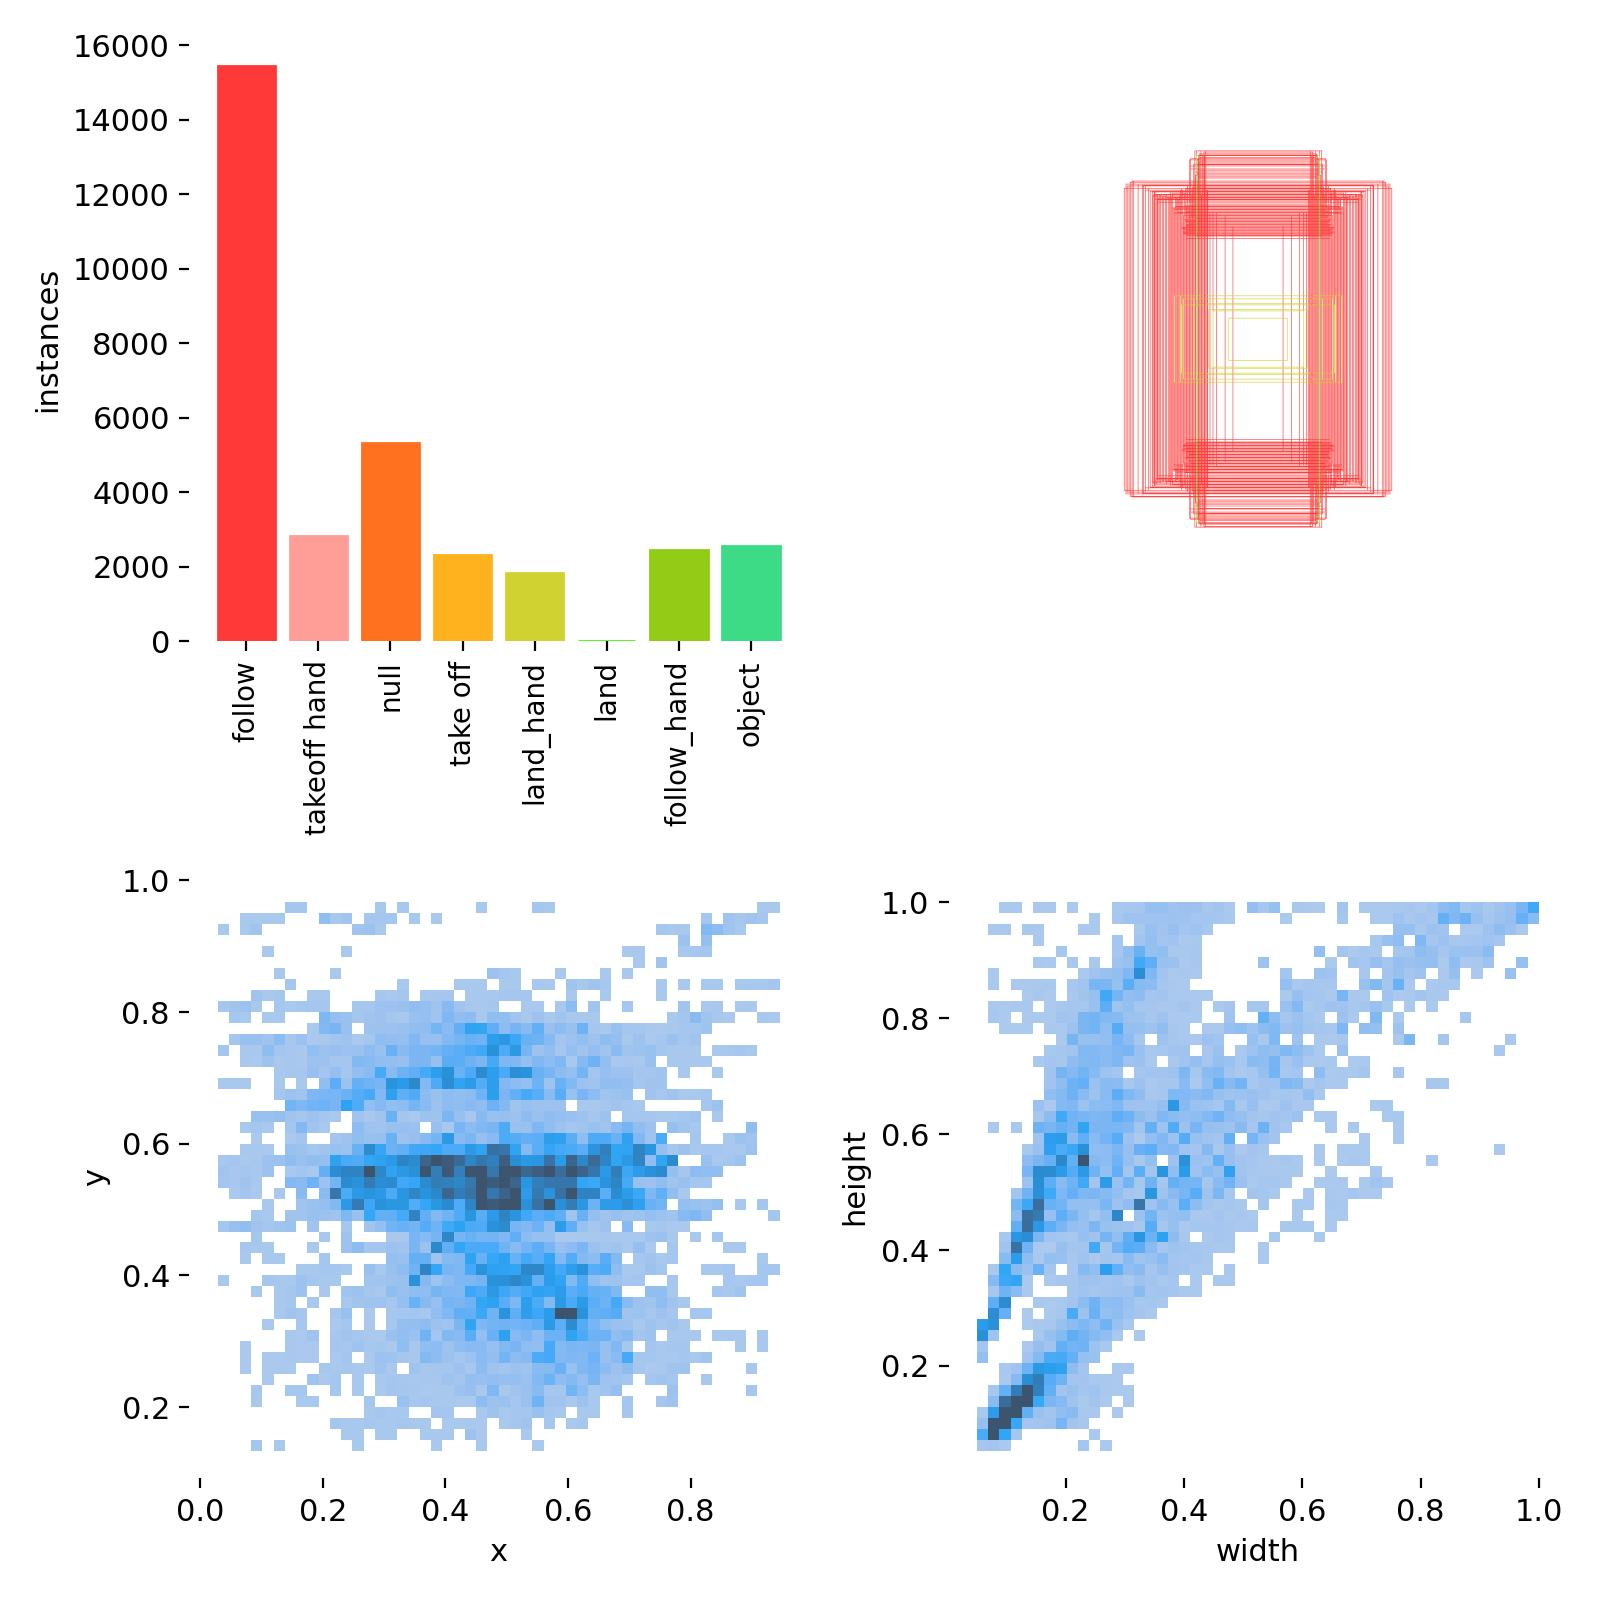 16000
14000
12000
10000
8000
6000
4000
2000
0
instances
follow
takeoff hand
null
take off
land_hand
land
follow_hand
object
1.0
0.8
0.6
0.4
0.2
y
0.0 0.2 0.4 0.6 0.8
x
1.0
0.8
0.6
0.4
0.2
height
0.2 0.4 0.6 0.8 1.0
width